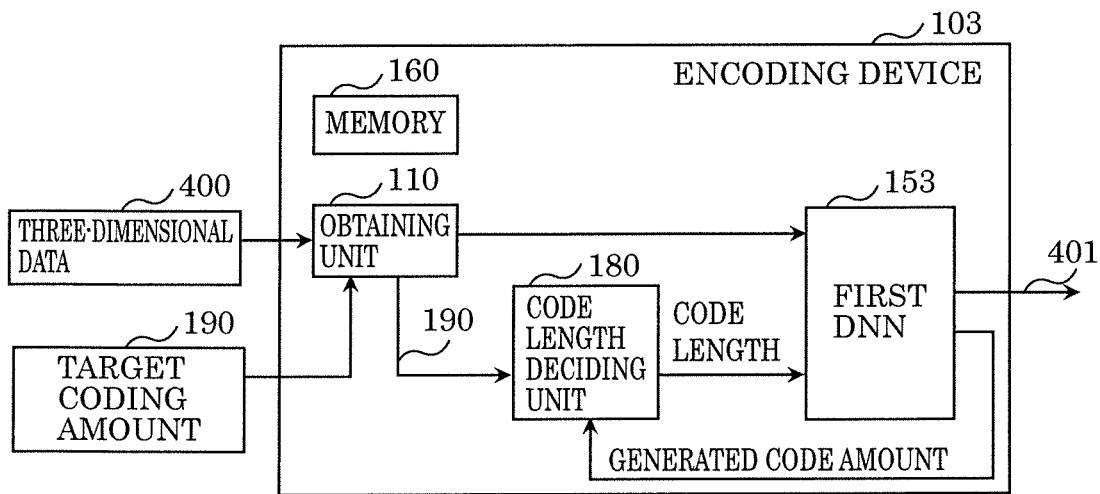 103
ENCODING DEVICE
160
MEMORY
400
THREE-DIMENSIONAL
DATA
110
OBTAINING
UNIT
153
FIRST
DNN
401
190
TARGET
CODING
AMOUNT
190
180
CODE
LENGTH
DECIDING
UNIT
CODE
LENGTH
GENERATED CODE AMOUNT